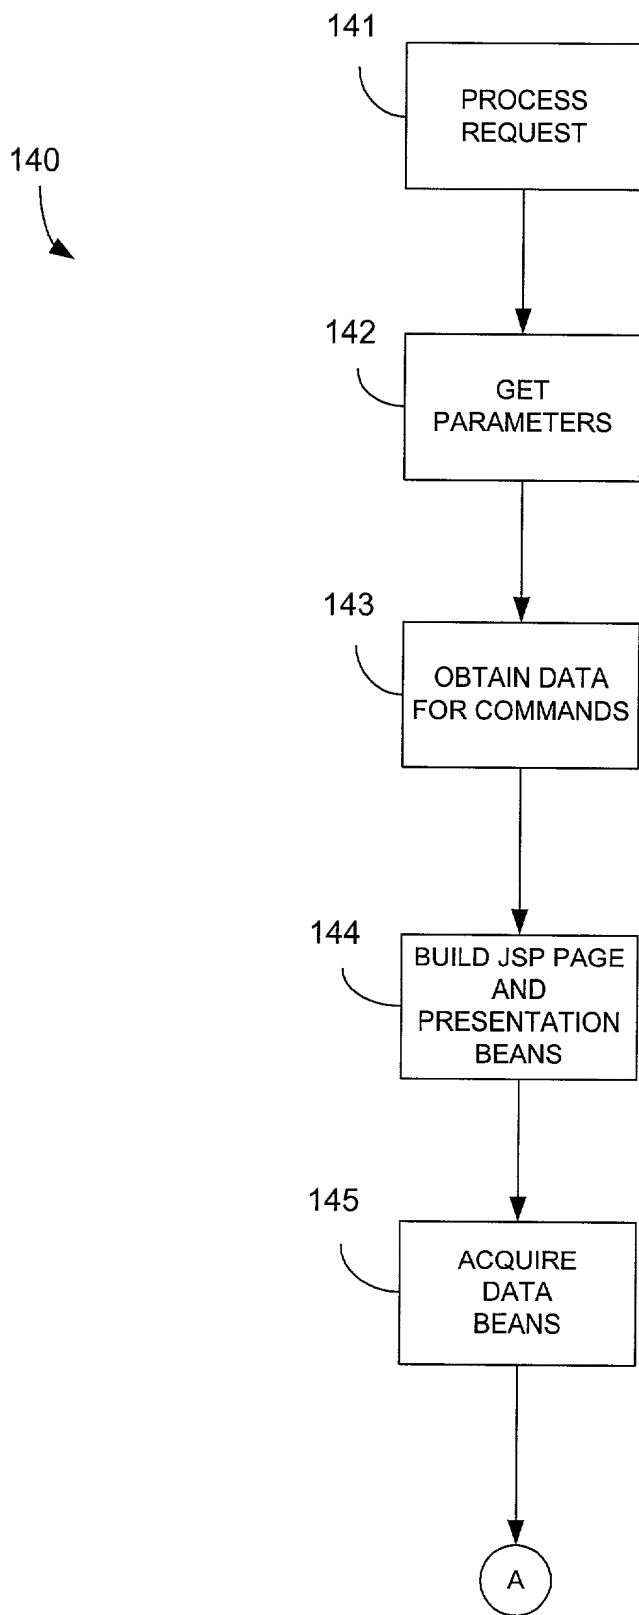 141
PROCESS
REQUEST
140
142
GET
PARAMETERS
143
OBTAIN DATA
FOR COMMANDS
144
BUILD JSP PAGE
AND
PRESENTATION
BEANS
145
ACQUIRE
DATA
BEANS
A